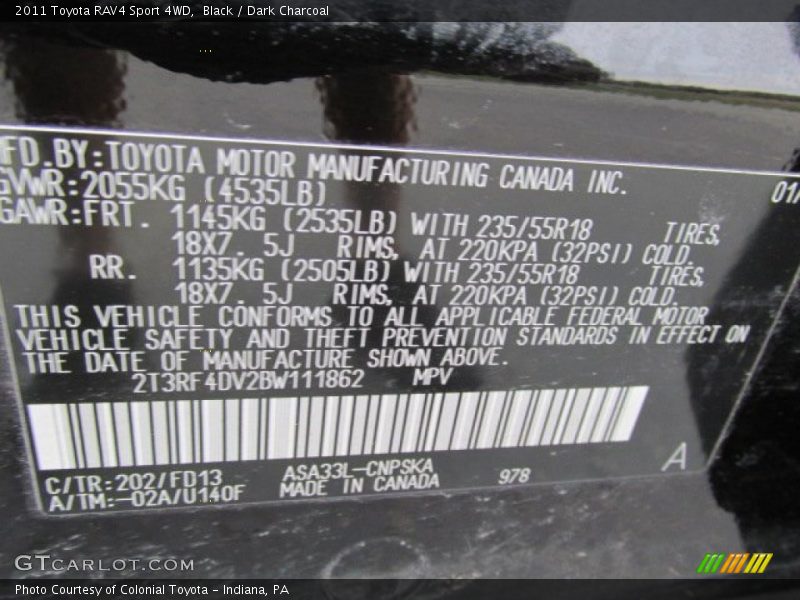 2011 Toyota RAV4 Sport 4WD, Black / Dark Charcoal
FD.BY:TOYOTA MOTOR MANUFACTURING CANADA INC.
GVWR:2055KG (4535LB) 01/
GAWR:FRT. 1145KG (2535LB) WITH 235/55R18 TIRES,
18X7.5J RIMS, AT 220KPA (32PSI) COLD.
RR. 1135KG (2505LB) WITH 235/55R18 TIRES,
18X7.5J RIMS, AT 220KPA (32PSI) COLD.
THIS VEHICLE CONFORMS TO ALL APPLICABLE FEDERAL MOTOR
VEHICLE SAFETY AND THEFT PREVENTION STANDARDS IN EFFECT ON
THE DATE OF MANUFACTURE SHOWN ABOVE.
2T3RF4DV2BW111862 MPV
C/TR:202/FD13 ASA33L-CNPSKA 978 A
A/TM:-02A/U140F MADE IN CANADA
GTCARLOT.COM
Photo Courtesy of Colonial Toyota - Indiana, PA